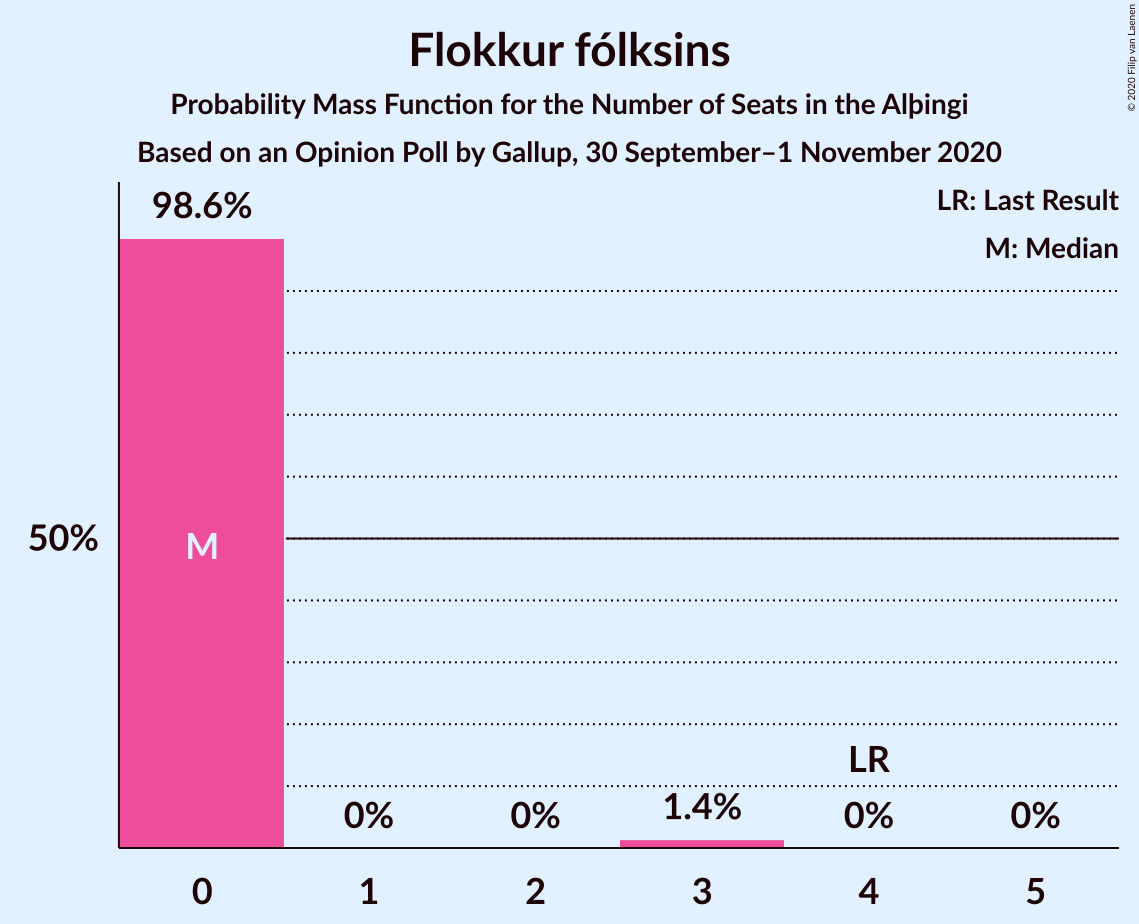 Flokkur fólksins
Probability Mass Function for the Number of Seats in the Alþingi
Based on an Opinion Poll by Gallup, 30 September–1 November 2020
© 2020 Filip van Laenen
LR: Last Result
M: Median
98.6%
50%
M
LR
0%
0%
1.4%
0%
0%
0
1
2
3
4
5